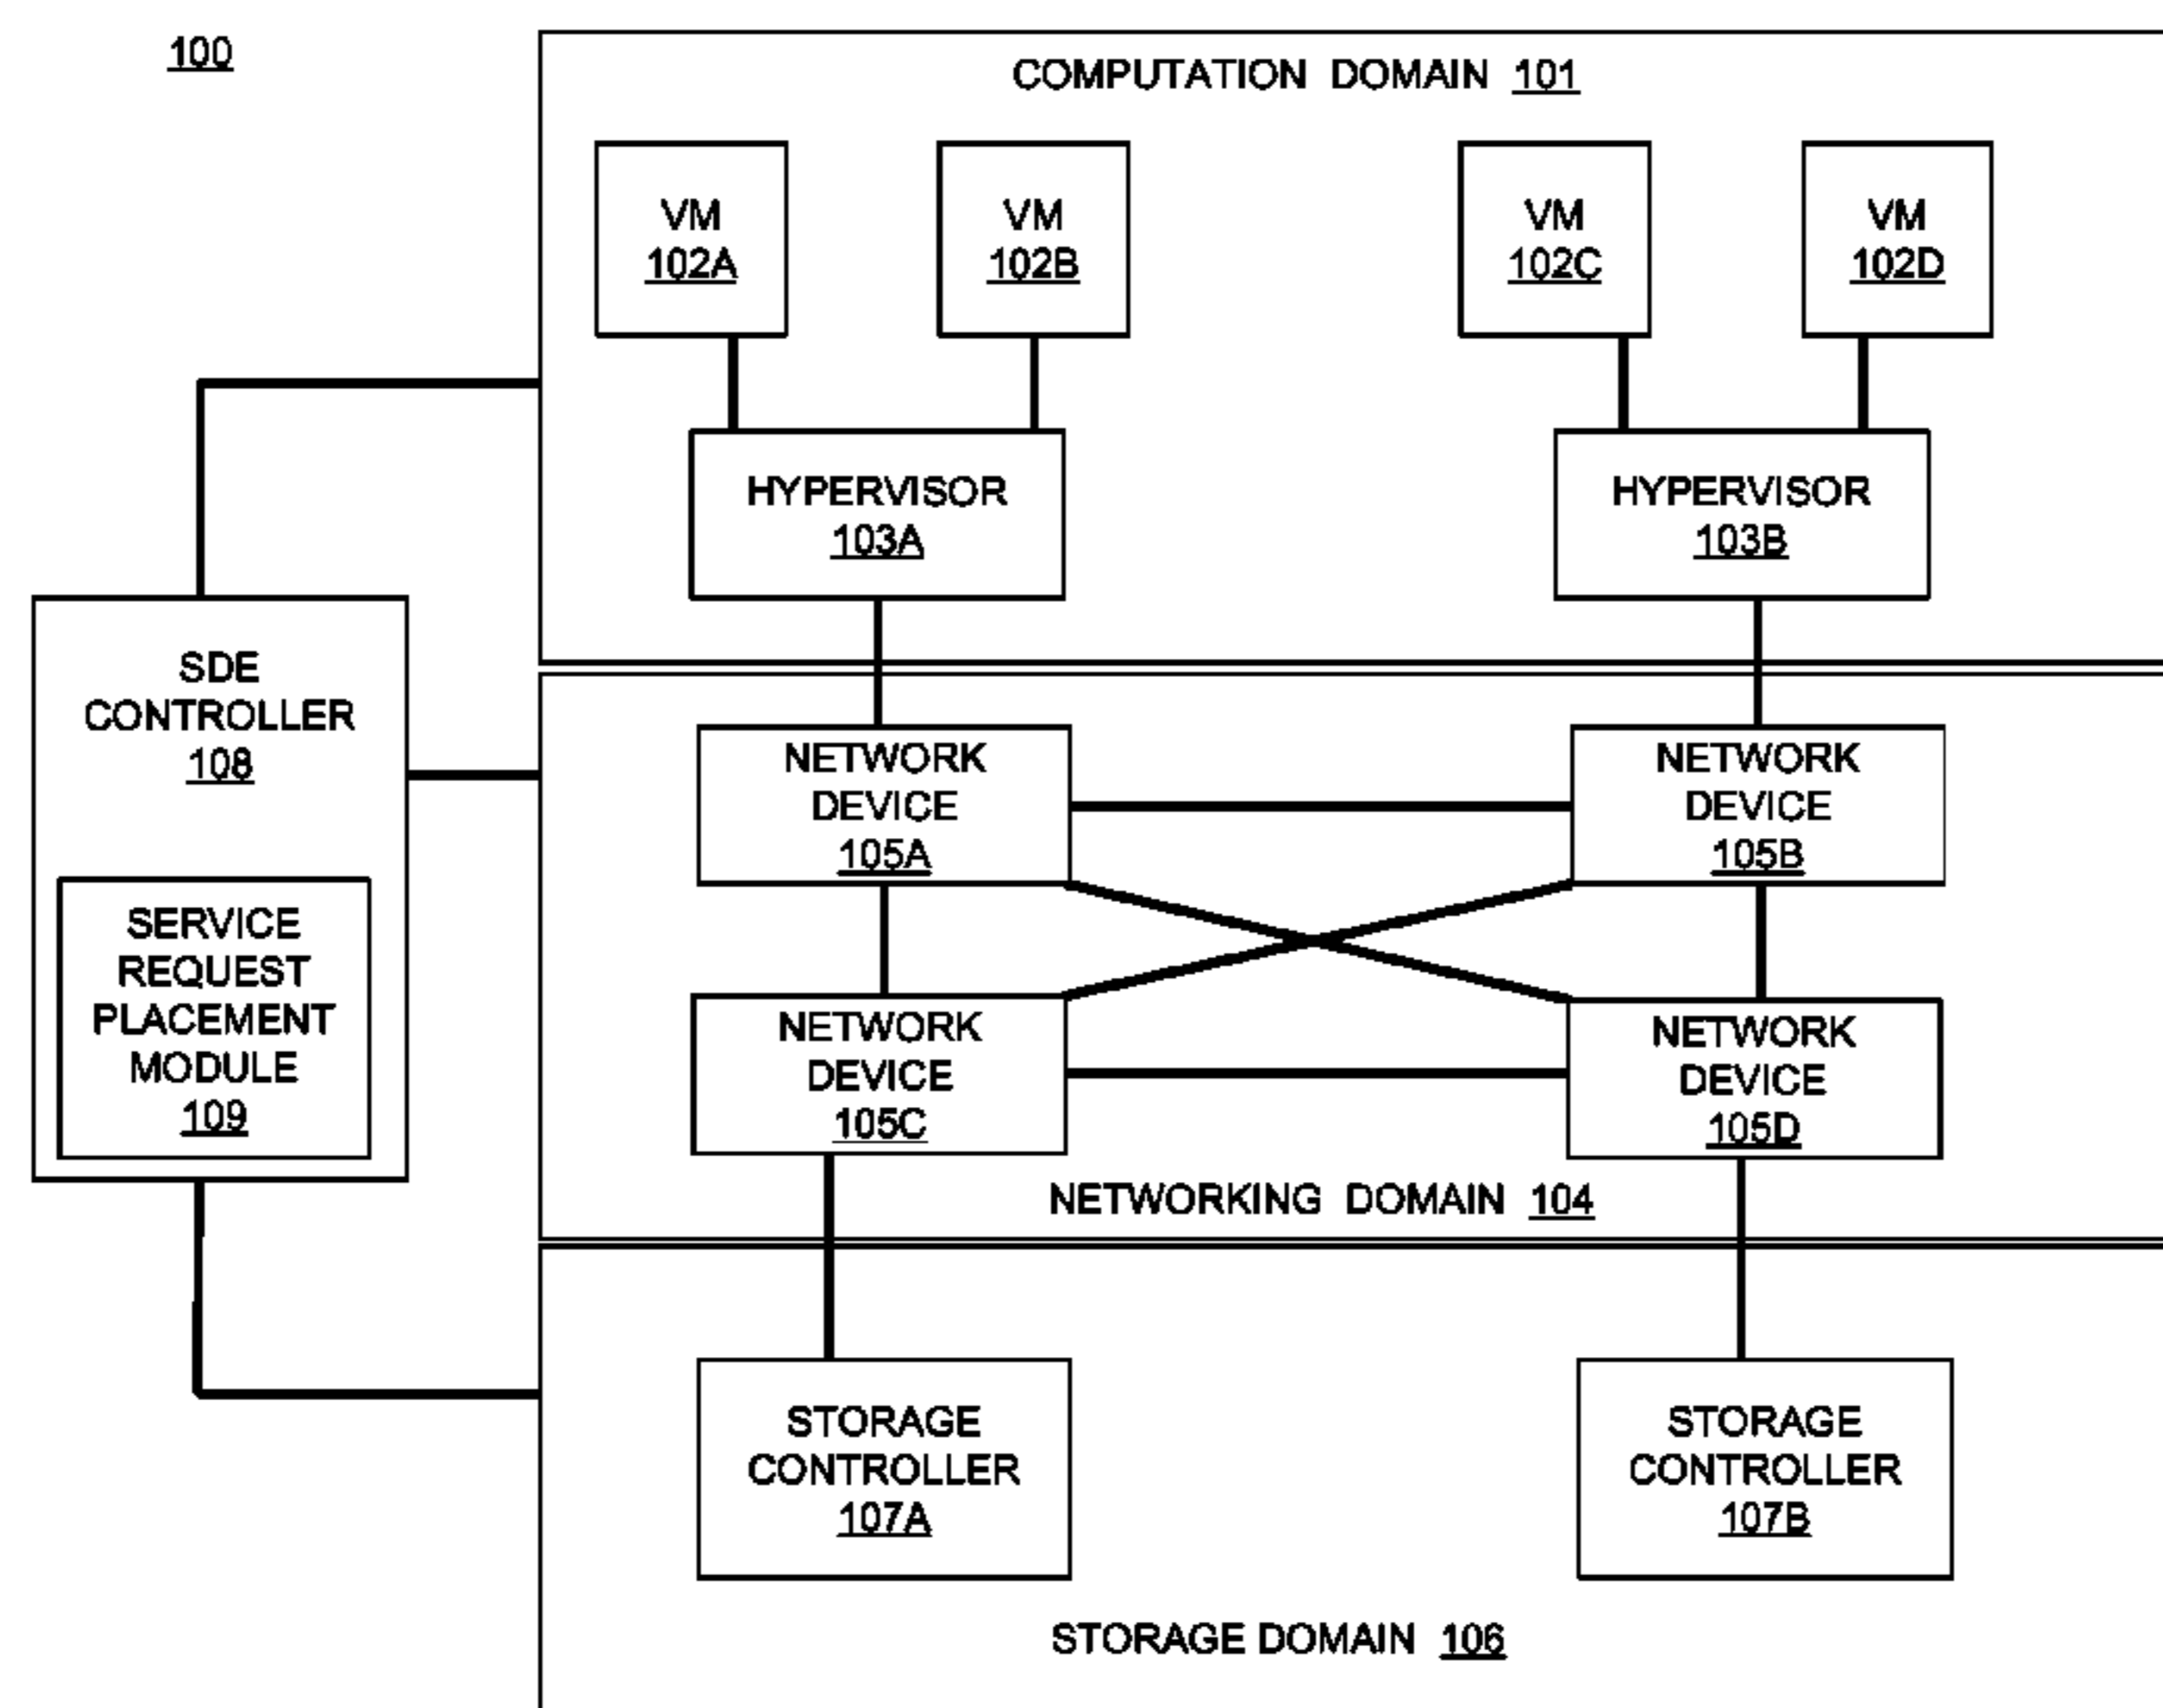 100
COMPUTATION DOMAIN 101
VM
102A
VM
102B
VM
102C
VM
102D
HYPERVISOR
103A
HYPERVISOR
103B
SDE
CONTROLLER
108
SERVICE
REQUEST
PLACEMENT
MODULE
109
NETWORK
DEVICE
105A
NETWORK
DEVICE
105B
NETWORK
DEVICE
105C
NETWORK
DEVICE
105D
NETWORKING DOMAIN 104
STORAGE
CONTROLLER
107A
STORAGE
CONTROLLER
107B
STORAGE DOMAIN 106